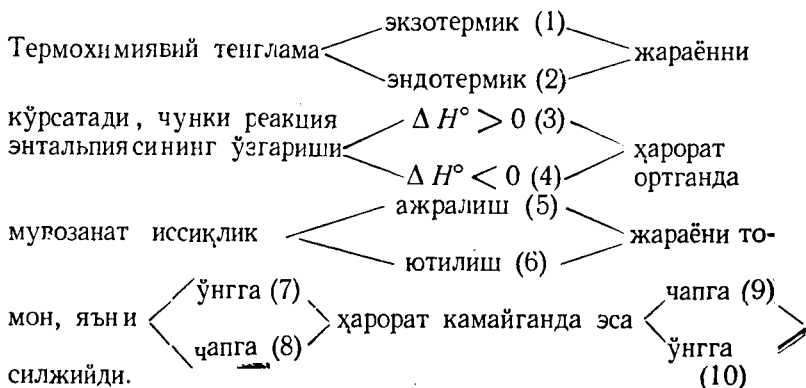 экзотермик (1)
Термохимиявий тенглама жараённи
эндотермик (2)
кўрсатади, чунки реакция Δ H° > 0 (3)
энтальпиясининг ўзгариши ҳарорат
Δ H° < 0 (4) ортганда
ажралиш (5)
мувозанат иссиқлик жараёни то-
ютилиш (6)
ўнгга (7) чапга (9)
мон, яъни ҳарорат камайганда эса
чапга (8) ўнгга
силжийди. (10)